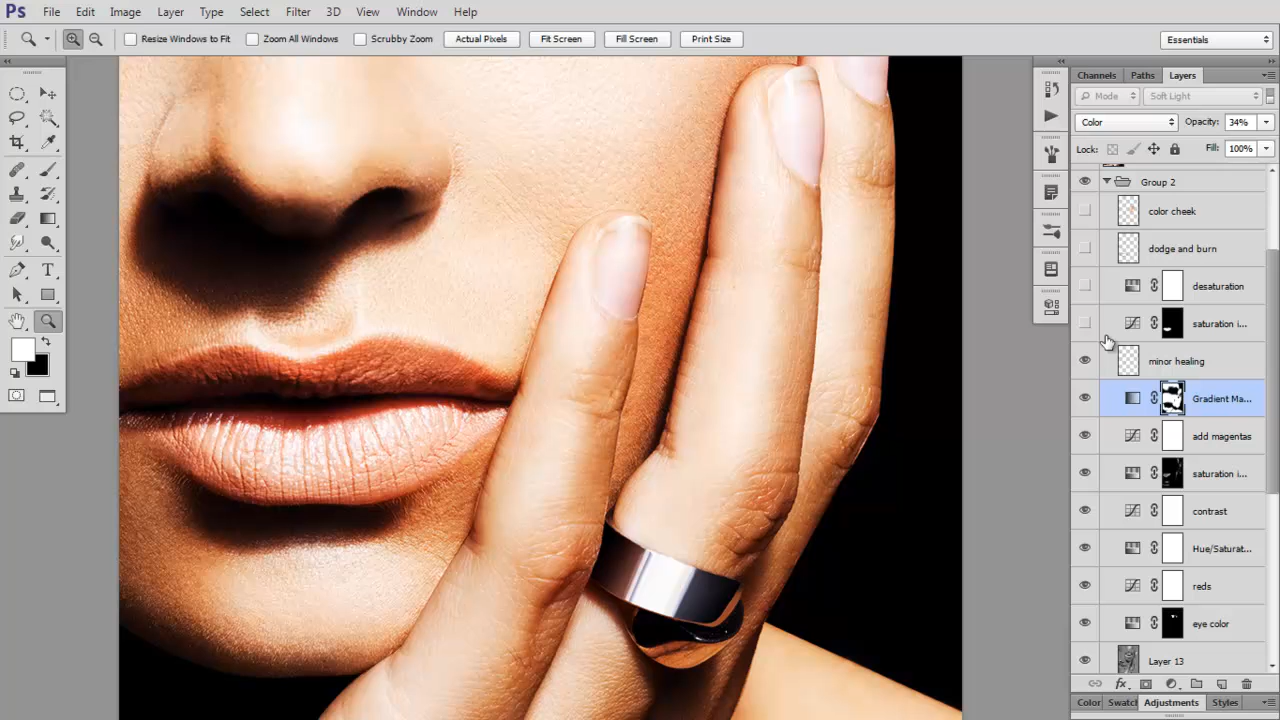 Ps File Edit Image Layer Type Select Filter 3D View Window Help
Resize Windows to Fit Zoom All Windows Scrubby Zoom Actual Pixels Fit Screen Fill Screen Print Size Essentials
Channels Paths Layers
Mode Soft Light
Color Opacity: 34%
Lock: Fill: 100%
Group 2
color cheek
dodge and burn
desaturation
saturation i...
minor healing
Gradient Ma...
add magentas
saturation i...
contrast
Hue/Saturat...
reds
eye color
Layer 13
fx
Color Swatch Adjustments Styles